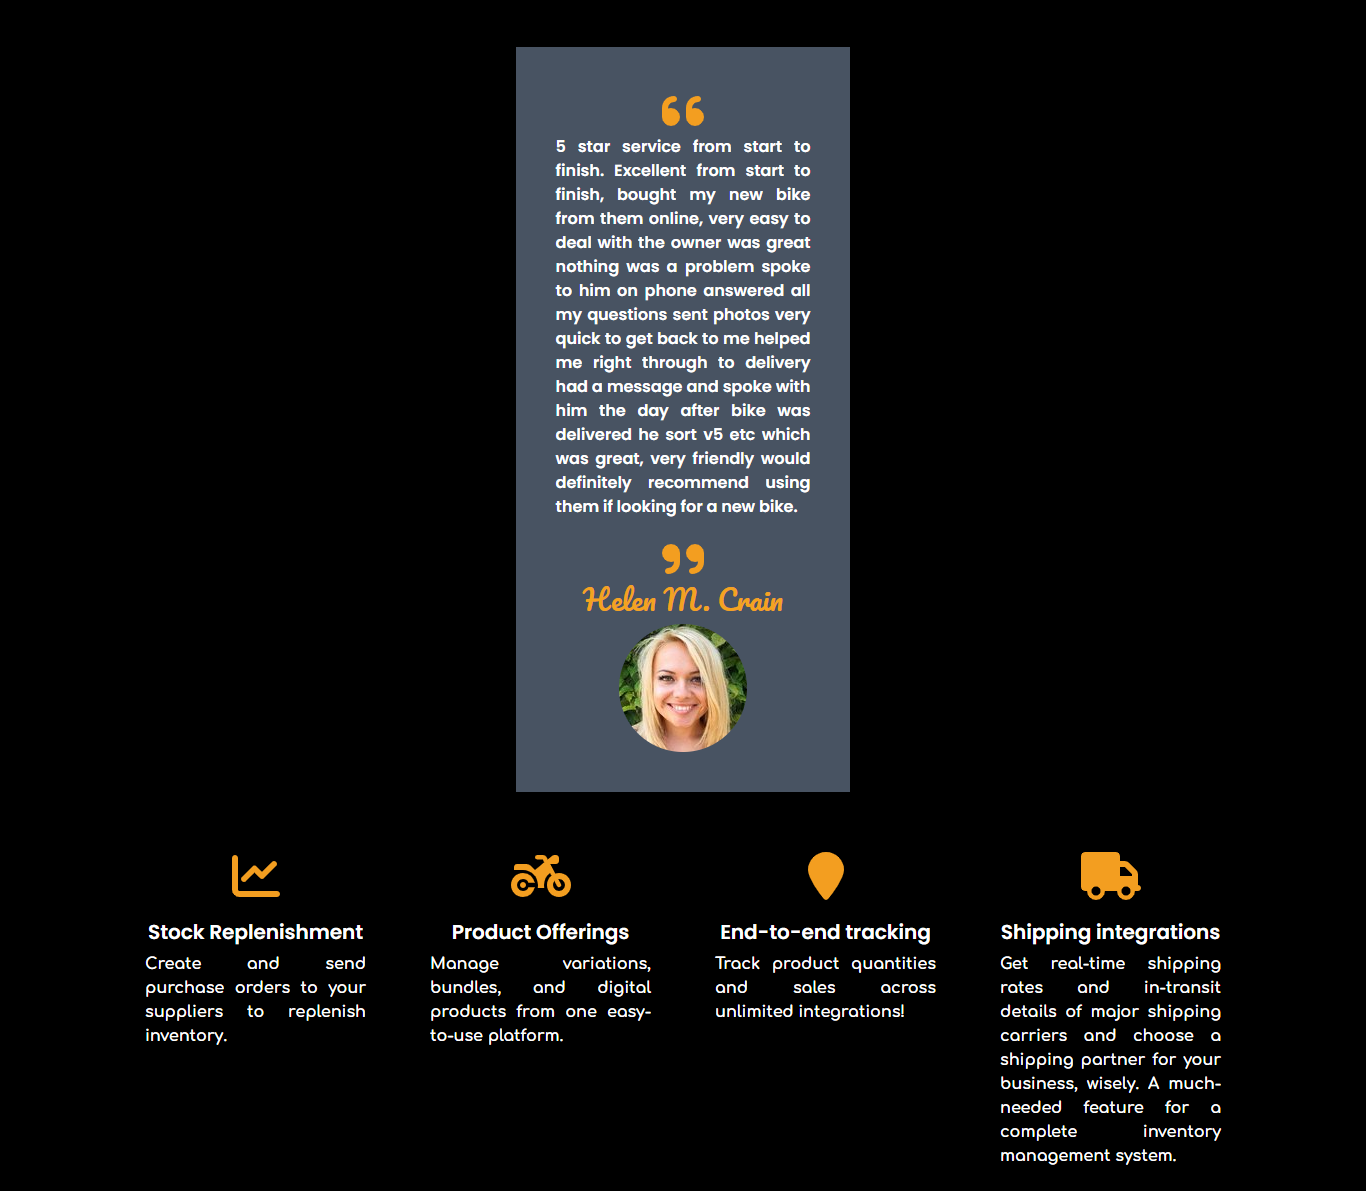 5 star service from start to
finish. Excellent from start to
finish, bought my new bike
from them online, very easy to
deal with the owner was great
nothing was a problem spoke
to him on phone answered all
my questions sent photos very
quick to get back to me helped
me right through to delivery
had a message and spoke with
him the day after bike was
delivered he sort v5 etc which
was great, very friendly would
definitely recommend using
them if looking for a new bike.
Helen M. Crain
Stock Replenishment
Create and send
purchase orders to your
suppliers to replenish
inventory.
Product Offerings
Manage variations,
bundles, and digital
products from one easy-
to-use platform.
End-to-end tracking
Track product quantities
and sales across
unlimited integrations!
Shipping integrations
Get real-time shipping
rates and in-transit
details of major shipping
carriers and choose a
shipping partner for your
business, wisely. A much-
needed feature for a
complete inventory
management system.